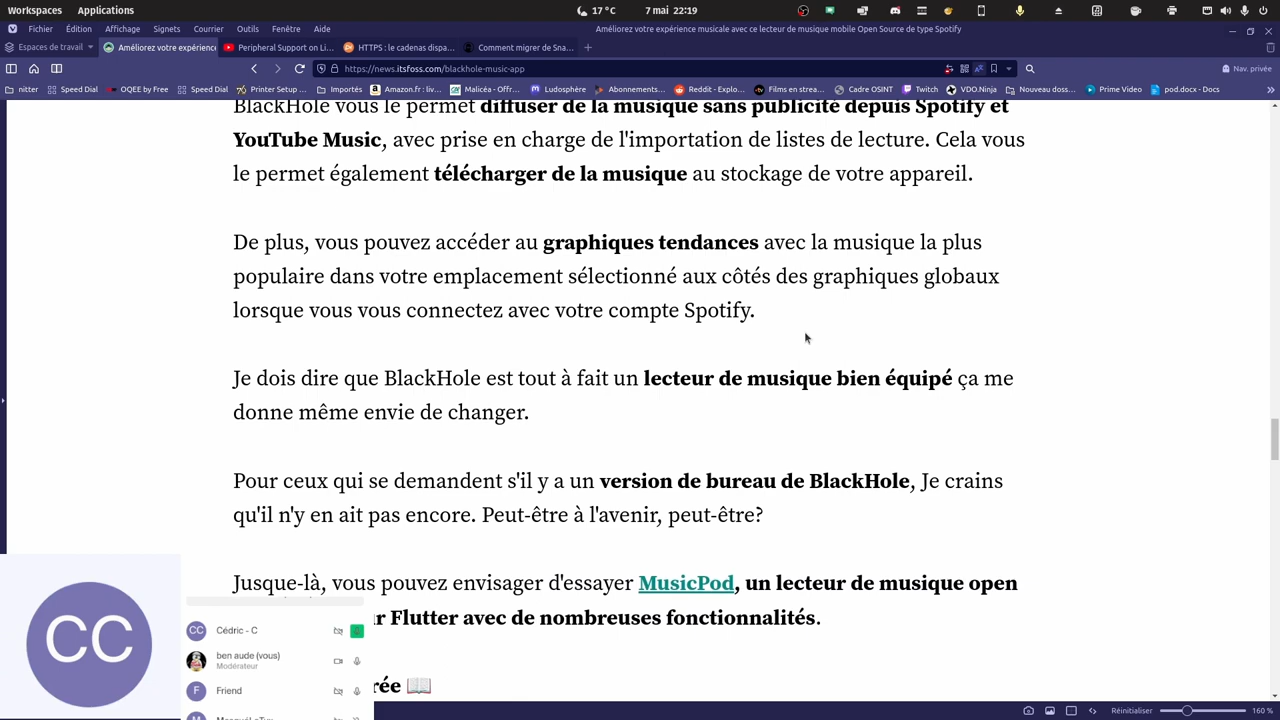 Workspaces Applications 7 mai 22:19
Fichier Édition Affichage Signets Courrier Outils Fenêtre Aide Améliorez votre expérience musicale avec ce lecteur de musique mobile Open Source de type Spotify
Espaces de travail Améliorez votre expérience Peripheral Support on Li... HTTPS : le cadenas dispa... Comment migrer de Sna...
https://news.itsfoss.com/blackhole-music-app Nav. privée
nitter Speed Dial OQEE by Free Speed Dial Printer Setup ... Importés Amazon.fr : liv... Malicéa - Offici... Ludosphère Abonnements... Reddit - Explo... Films en strea... Cadre OSINT Twitch VDO.Ninja Nouveau doss... Prime Video pod.docx - Docs
BlackHole vous le permet diffuser de la musique sans publicité depuis Spotify et
YouTube Music, avec prise en charge de l'importation de listes de lecture. Cela vous
le permet également télécharger de la musique au stockage de votre appareil.
De plus, vous pouvez accéder au graphiques tendances avec la musique la plus
populaire dans votre emplacement sélectionné aux côtés des graphiques globaux
lorsque vous vous connectez avec votre compte Spotify.
Je dois dire que BlackHole est tout à fait un lecteur de musique bien équipé ça me
donne même envie de changer.
Pour ceux qui se demandent s'il y a un version de bureau de BlackHole, Je crains
qu'il n'y en ait pas encore. Peut-être à l'avenir, peut-être?
Jusque-là, vous pouvez envisager d'essayer MusicPod, un lecteur de musique open
r Flutter avec de nombreuses fonctionnalités.
rée
CC
CC Cédric - C
ben aude (vous)
Modérateur
F Friend
Réinitialiser 160 %